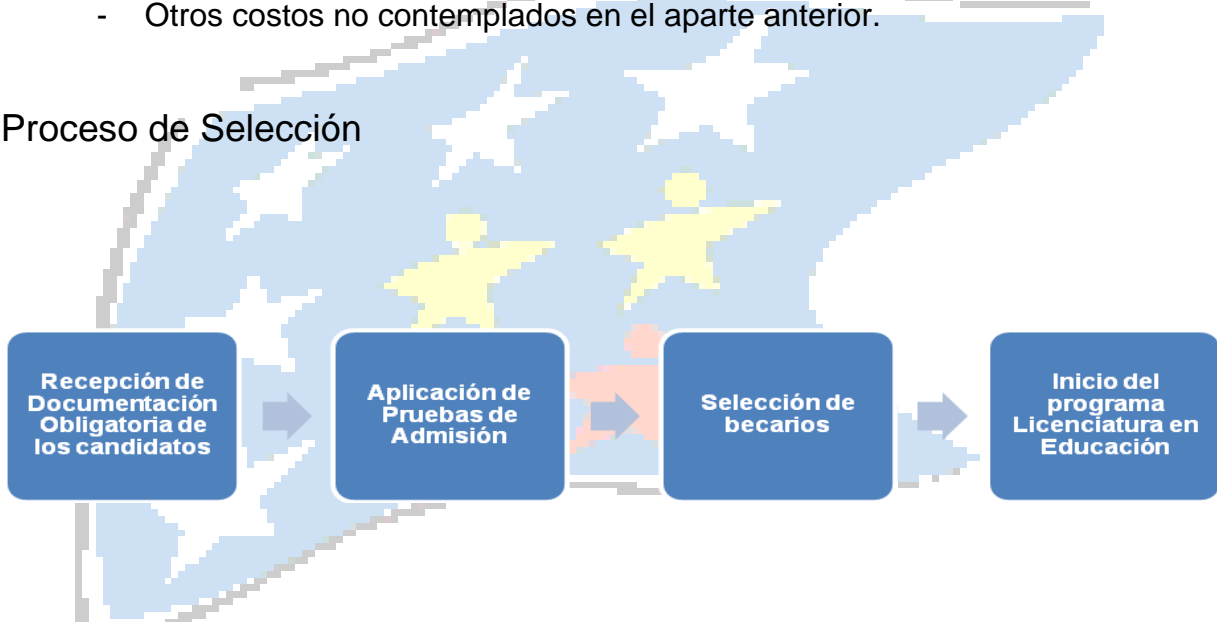 - Otros costos no contemplados en el aparte anterior.
Proceso de Selección
Recepción de
Documentación
Obligatoria de
los candidatos
Aplicación de
Pruebas de
Admisión
Selección de
becarios
Inicio del
programa
Licenciatura en
Educación